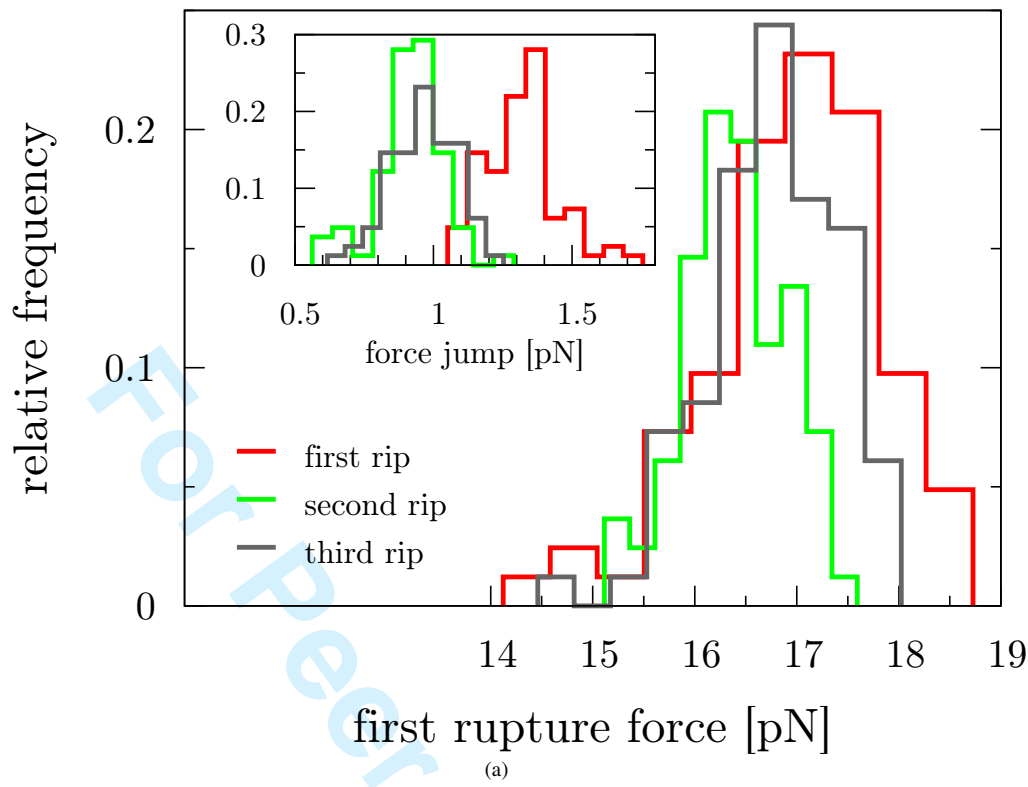 relative frequency
0.2
0.1
0
0.3
0.2
0.1
0
0.5 1 1.5
force jump [pN]
first rip
second rip
third rip
14 15 16 17 18 19
first rupture force [pN]
(a)
For Peer